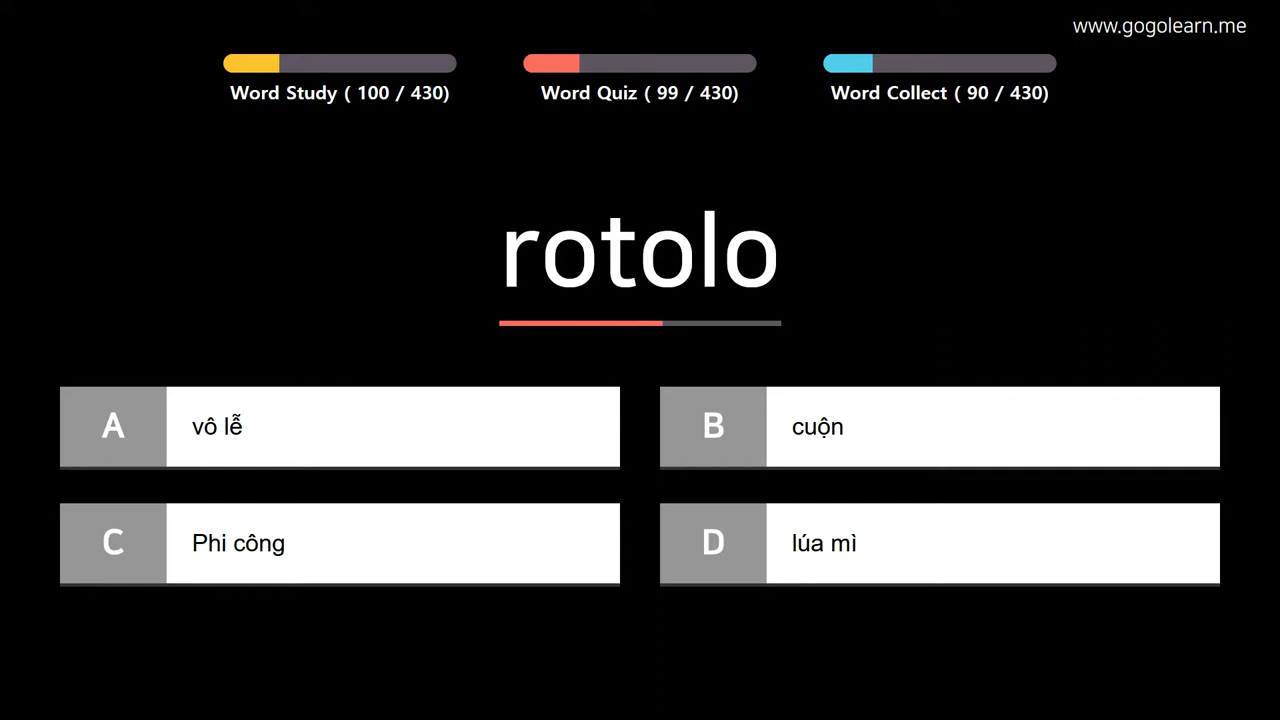 www.gogolearn.me
Word Study ( 100 / 430)
Word Quiz ( 99 / 430)
Word Collect ( 90 / 430)
rotolo
A vô lễ
B cuộn
C Phi công
D lúa mì